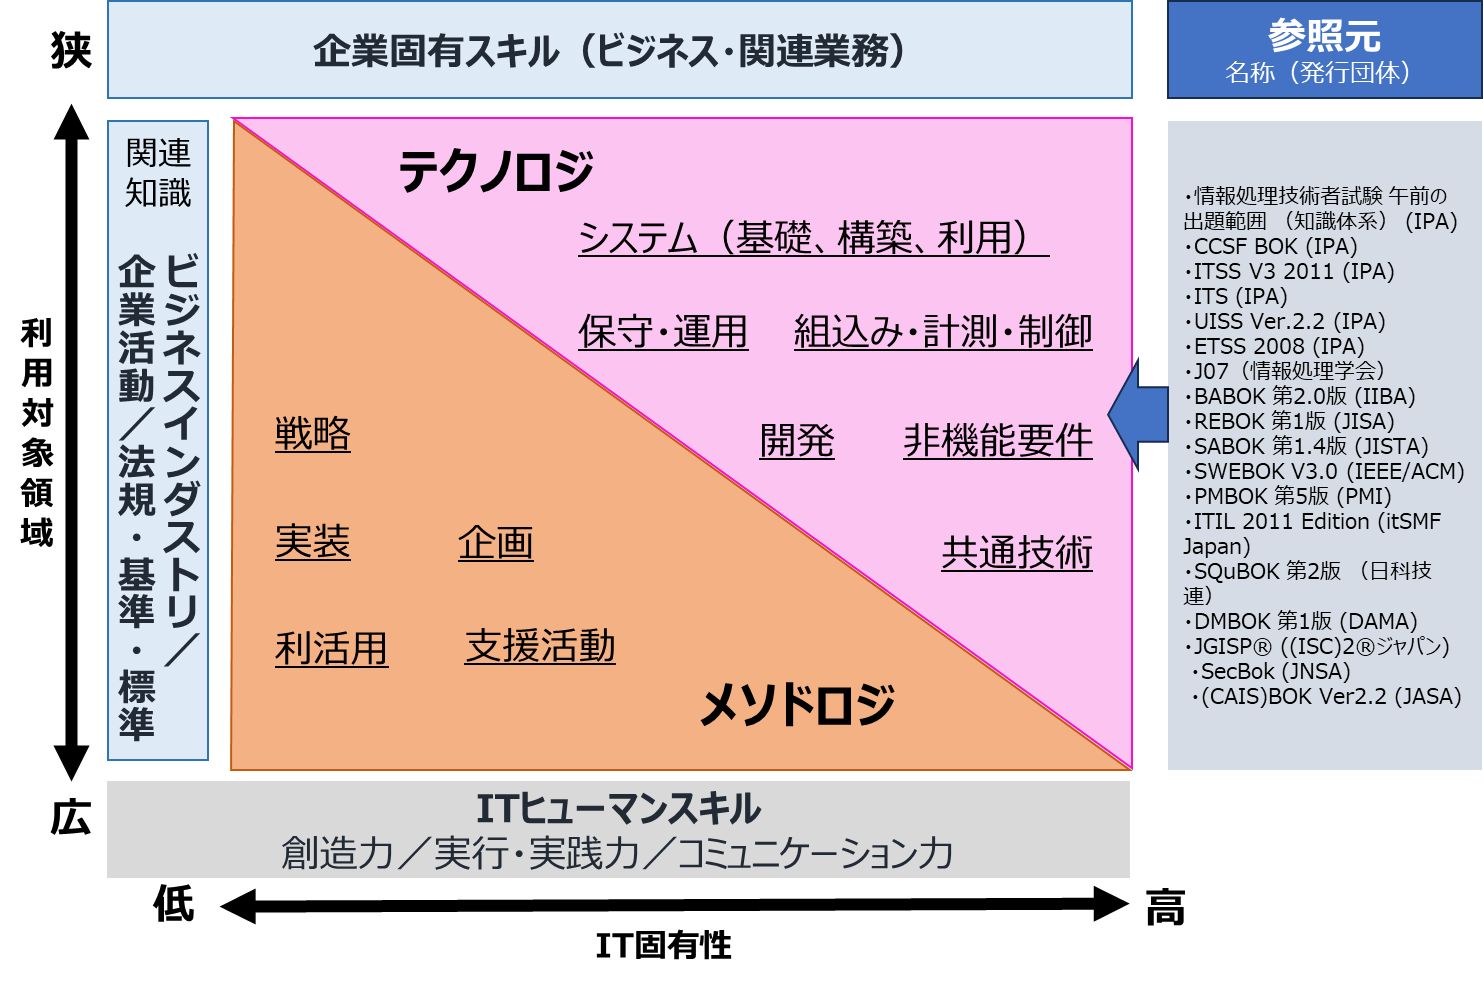 狭
企業固有スキル（ビジネス・関連業務）
参照元
名称（発行団体）
利用対象領域
関連
知識
ビジネスインダストリ／
企業活動／法規・基準・標準
テクノロジ
システム（基礎、構築、利用）
保守・運用 組込み・計測・制御
開発 非機能要件
共通技術
戦略
実装 企画
利活用 支援活動
メソドロジ
・情報処理技術者試験 午前の
出題範囲 （知識体系） (IPA)
・CCSF BOK (IPA)
・ITSS V3 2011 (IPA)
・ITS (IPA)
・UISS Ver.2.2 (IPA)
・ETSS 2008 (IPA)
・J07（情報処理学会）
・BABOK 第2.0版 (IIBA)
・REBOK 第1版 (JISA)
・SABOK 第1.4版 (JISTA)
・SWEBOK V3.0 (IEEE/ACM)
・PMBOK 第5版 (PMI)
・ITIL 2011 Edition (itSMF
Japan)
・SQuBOK 第2版 （日科技
連）
・DMBOK 第1版 (DAMA)
・JGISP® ((ISC)2®ジャパン)
・SecBok (JNSA)
・(CAIS)BOK Ver2.2 (JASA)
広
ITヒューマンスキル
創造力／実行・実践力／コミュニケーション力
低
高
IT固有性